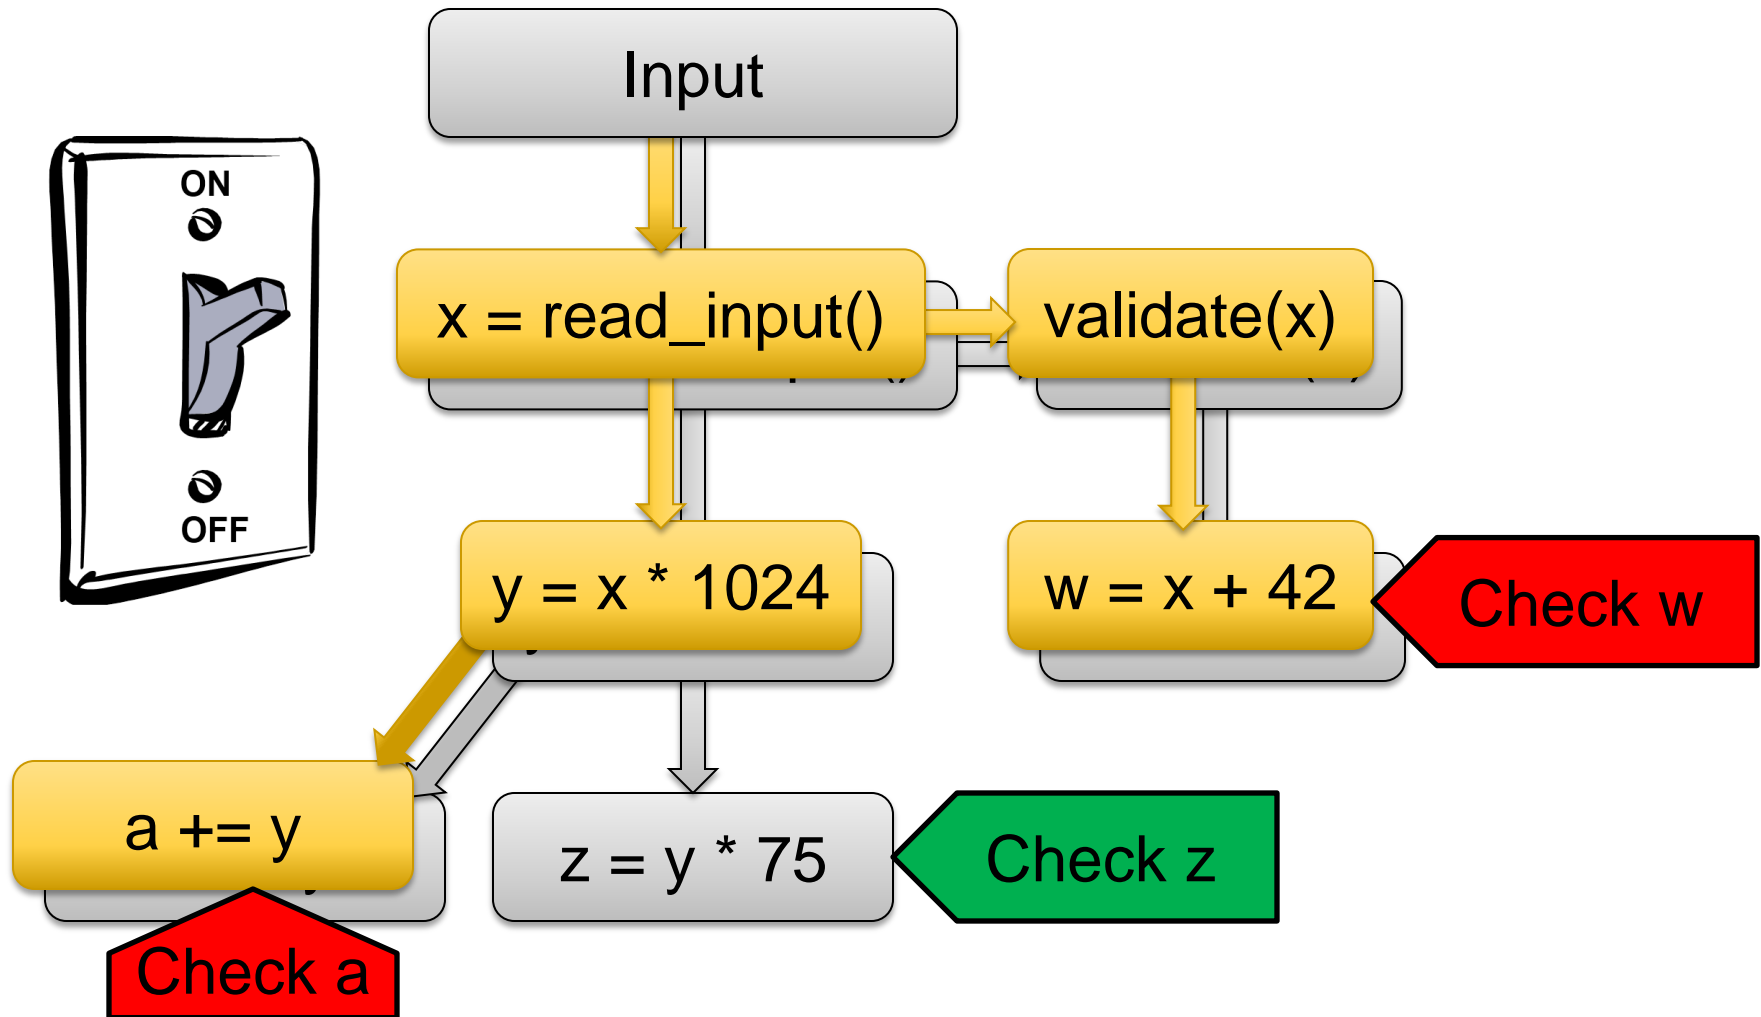 Input
ON
x = read_input()
validate(x)
OFF
y = x * 1024
w = x + 42
Check w
a += y
z = y * 75
Check z
Check a